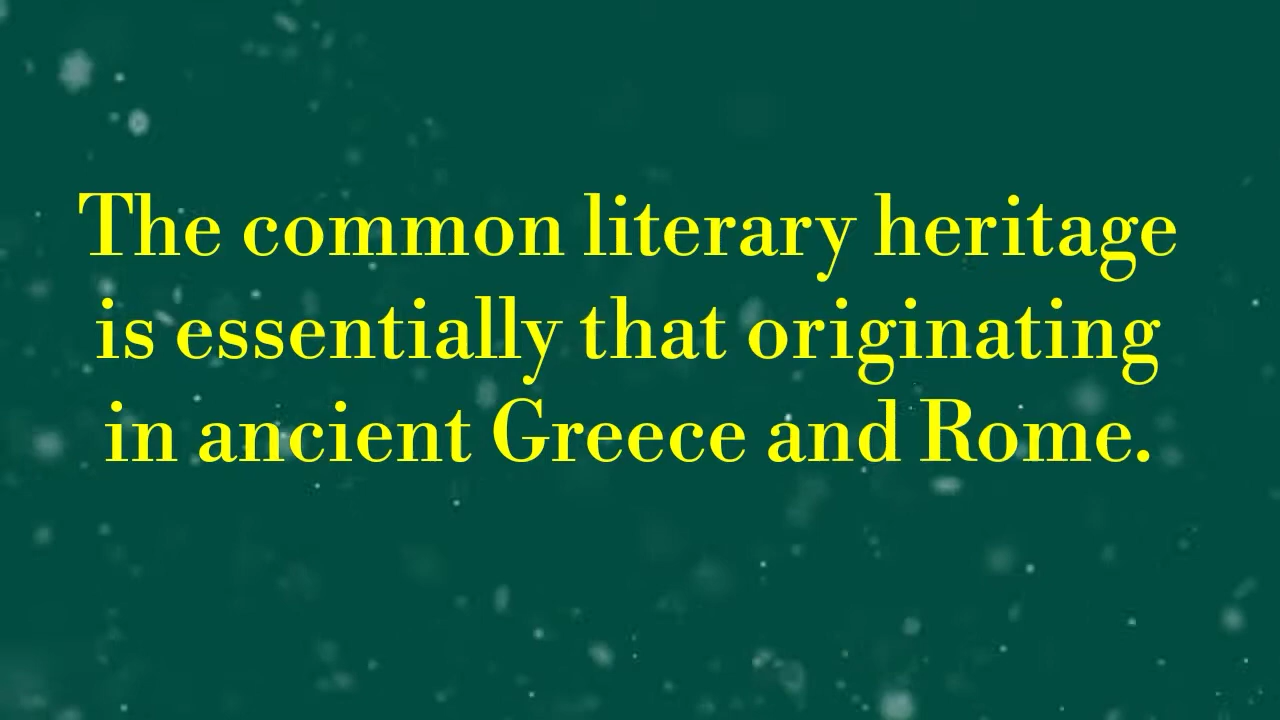 The common literary heritage
is essentially that originating
in ancient Greece and Rome.